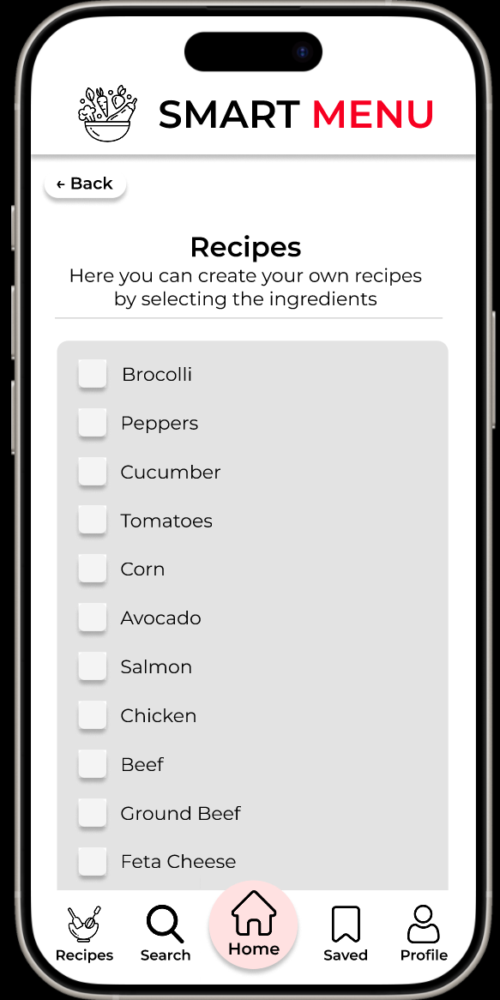 SMART MENU
← Back
Recipes
Here you can create your own recipes
by selecting the ingredients
Brocolli
Peppers
Cucumber
Tomatoes
Corn
Avocado
Salmon
Chicken
Beef
Ground Beef
Feta Cheese
Recipes Search Home Saved Profile